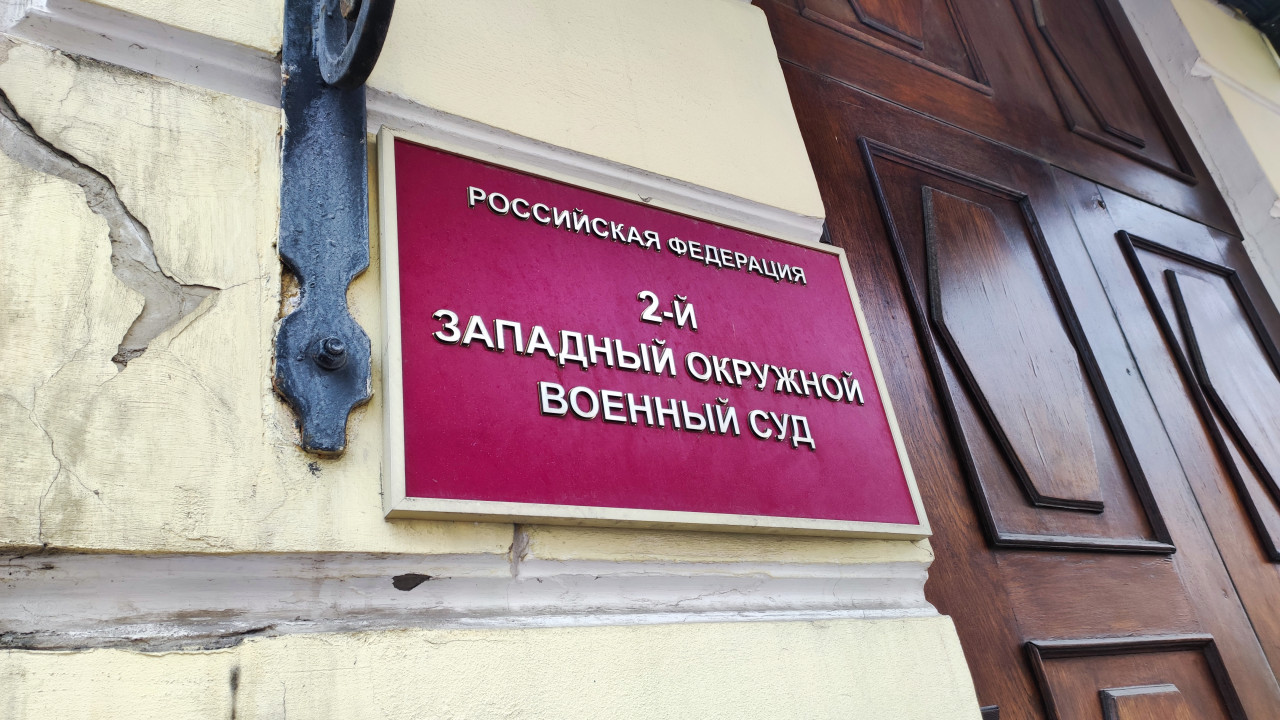 РОССИЙСКАЯ ФЕДЕРАЦИЯ
2-Й
ЗАПАДНЫЙ ОКРУЖНОЙ
ВОЕННЫЙ СУД